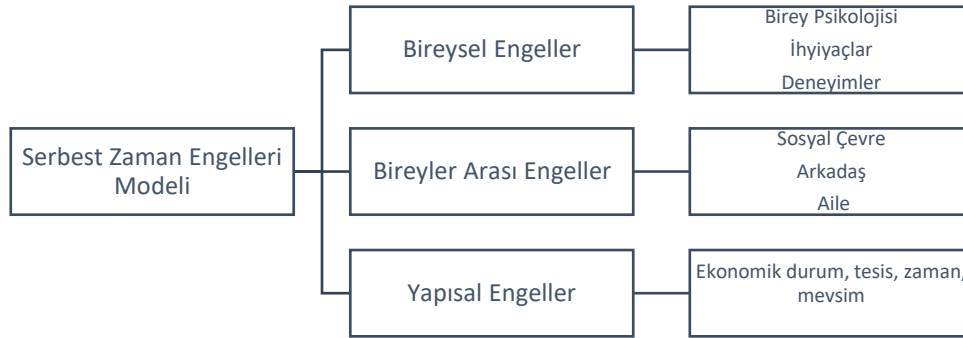 Serbest Zaman Engelleri
Modeli
Bireysel Engeller
Birey Psikolojisi
İhyiyaçlar
Deneyimler
Bireyler Arası Engeller
Sosyal Çevre
Arkadaş
Aile
Yapısal Engeller
Ekonomik durum, tesis, zaman,
mevsim